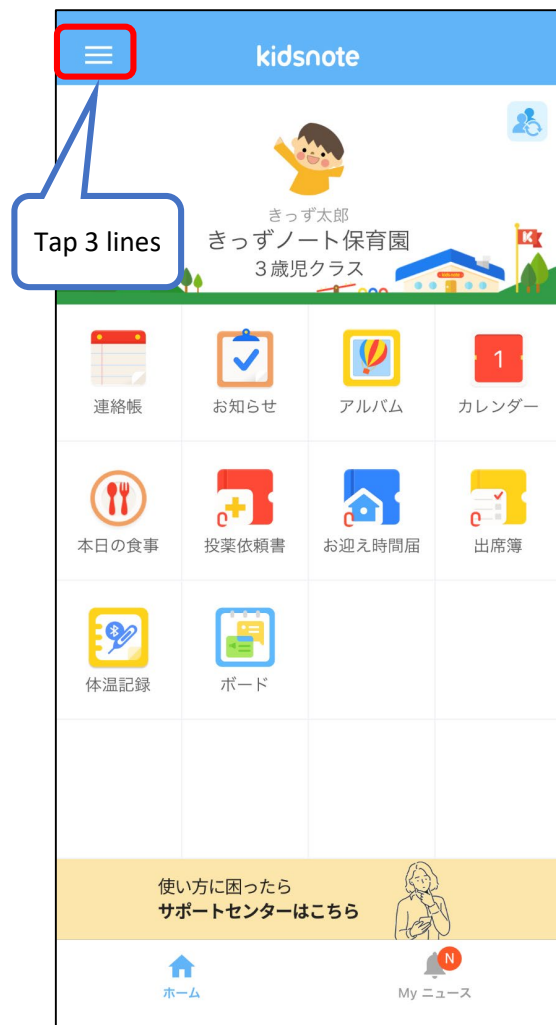 kidsnote
Tap 3 lines
きっず太郎
きっずノート保育園
３歳児クラス
K
連絡帳
お知らせ
アルバム
1
カレンダー
本日の食事
投薬依頼書
お迎え時間届
出席簿
体温記録
ボード
使い方に困ったら
サポートセンターはこちら
N
ホーム
My ニュース